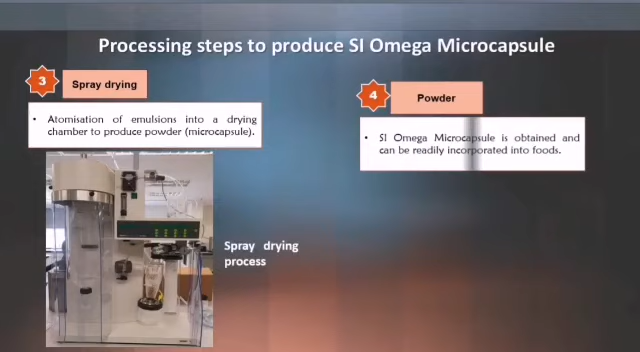 Processing steps to produce SI Omega Microcapsule
3
Spray drying
• Atomisation of emulsions into a drying
chamber to produce powder (microcapsule).
Spray drying
process
4
Powder
• SI Omega Microcapsule is obtained and
can be readily incorporated into foods.